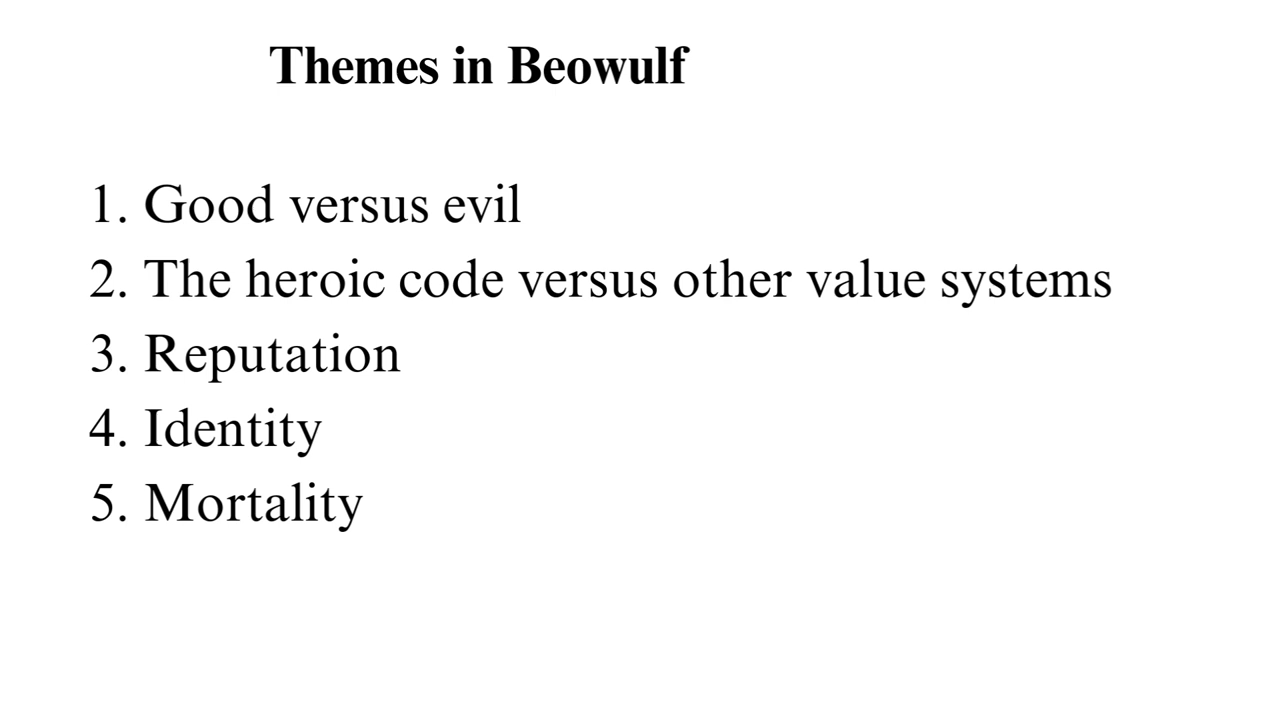 Themes in Beowulf
1. Good versus evil
2. The heroic code versus other value systems
3. Reputation
4. Identity
5. Mortality